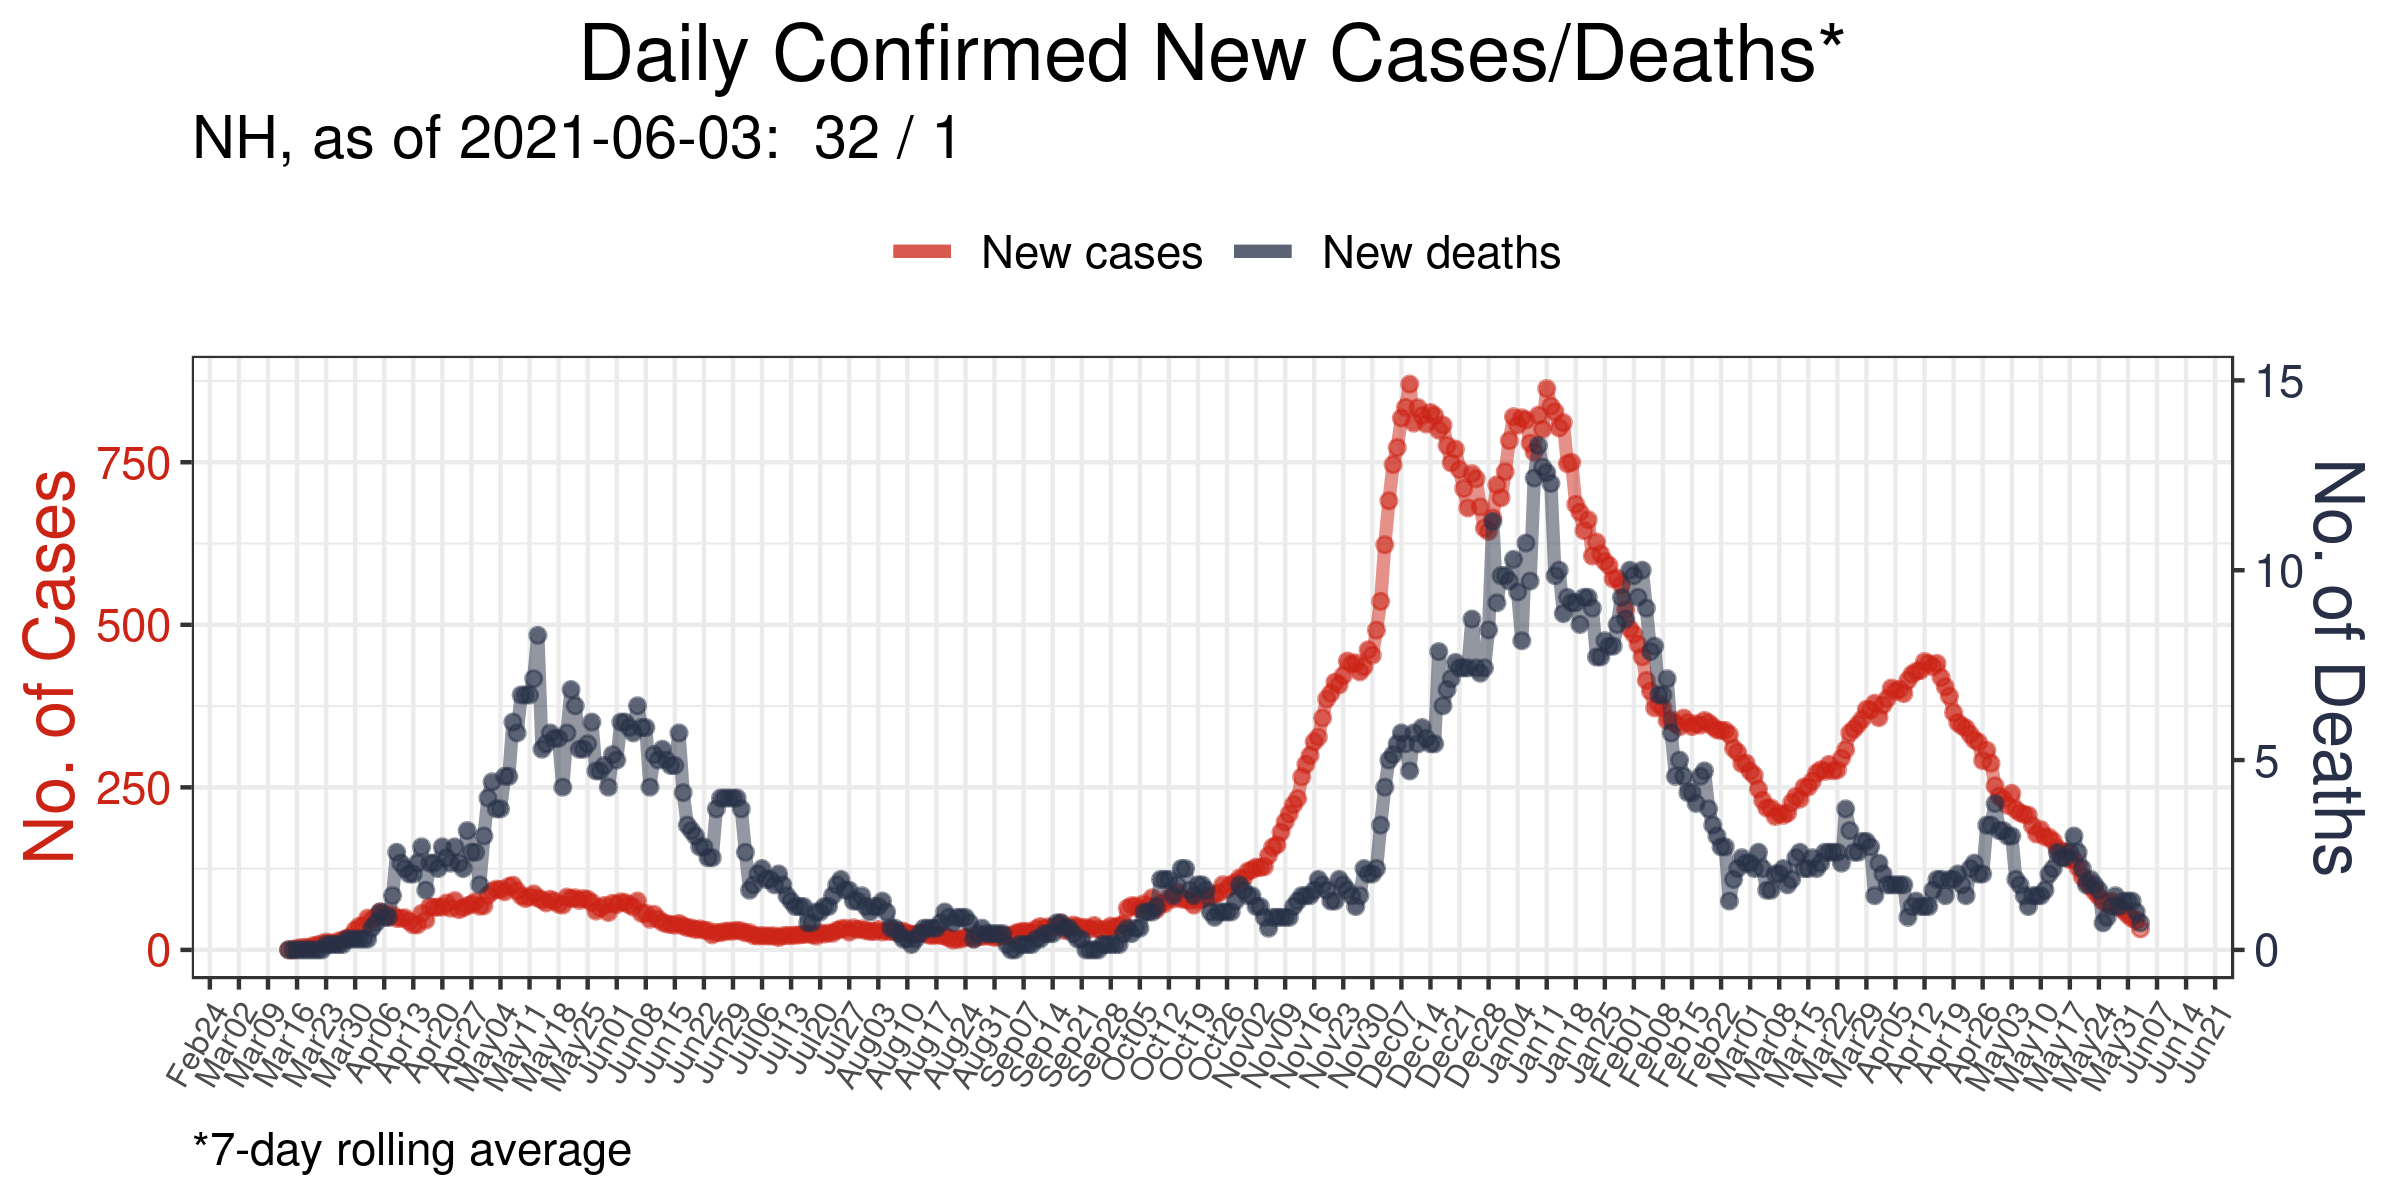 Daily Confirmed New Cases/Deaths*
NH, as of 2021-06-03:  32 / 1
New cases
New deaths
No. of Cases
750
500
250
0
15
10
5
0
No. of Deaths
Feb24
Mar02
Mar09
Mar16
Mar23
Mar30
Apr06
Apr13
Apr20
Apr27
May04
May11
May18
May25
Jun01
Jun08
Jun15
Jun22
Jun29
Jul06
Jul13
Jul20
Jul27
Aug03
Aug10
Aug17
Aug24
Aug31
Sep07
Sep14
Sep21
Sep28
Oct05
Oct12
Oct19
Oct26
Nov02
Nov09
Nov16
Nov23
Nov30
Dec07
Dec14
Dec21
Dec28
Jan04
Jan11
Jan18
Jan25
Feb01
Feb08
Feb15
Feb22
Mar01
Mar08
Mar15
Mar22
Mar29
Apr05
Apr12
Apr19
Apr26
May03
May10
May17
May24
May31
Jun07
Jun14
Jun21
*7-day rolling average